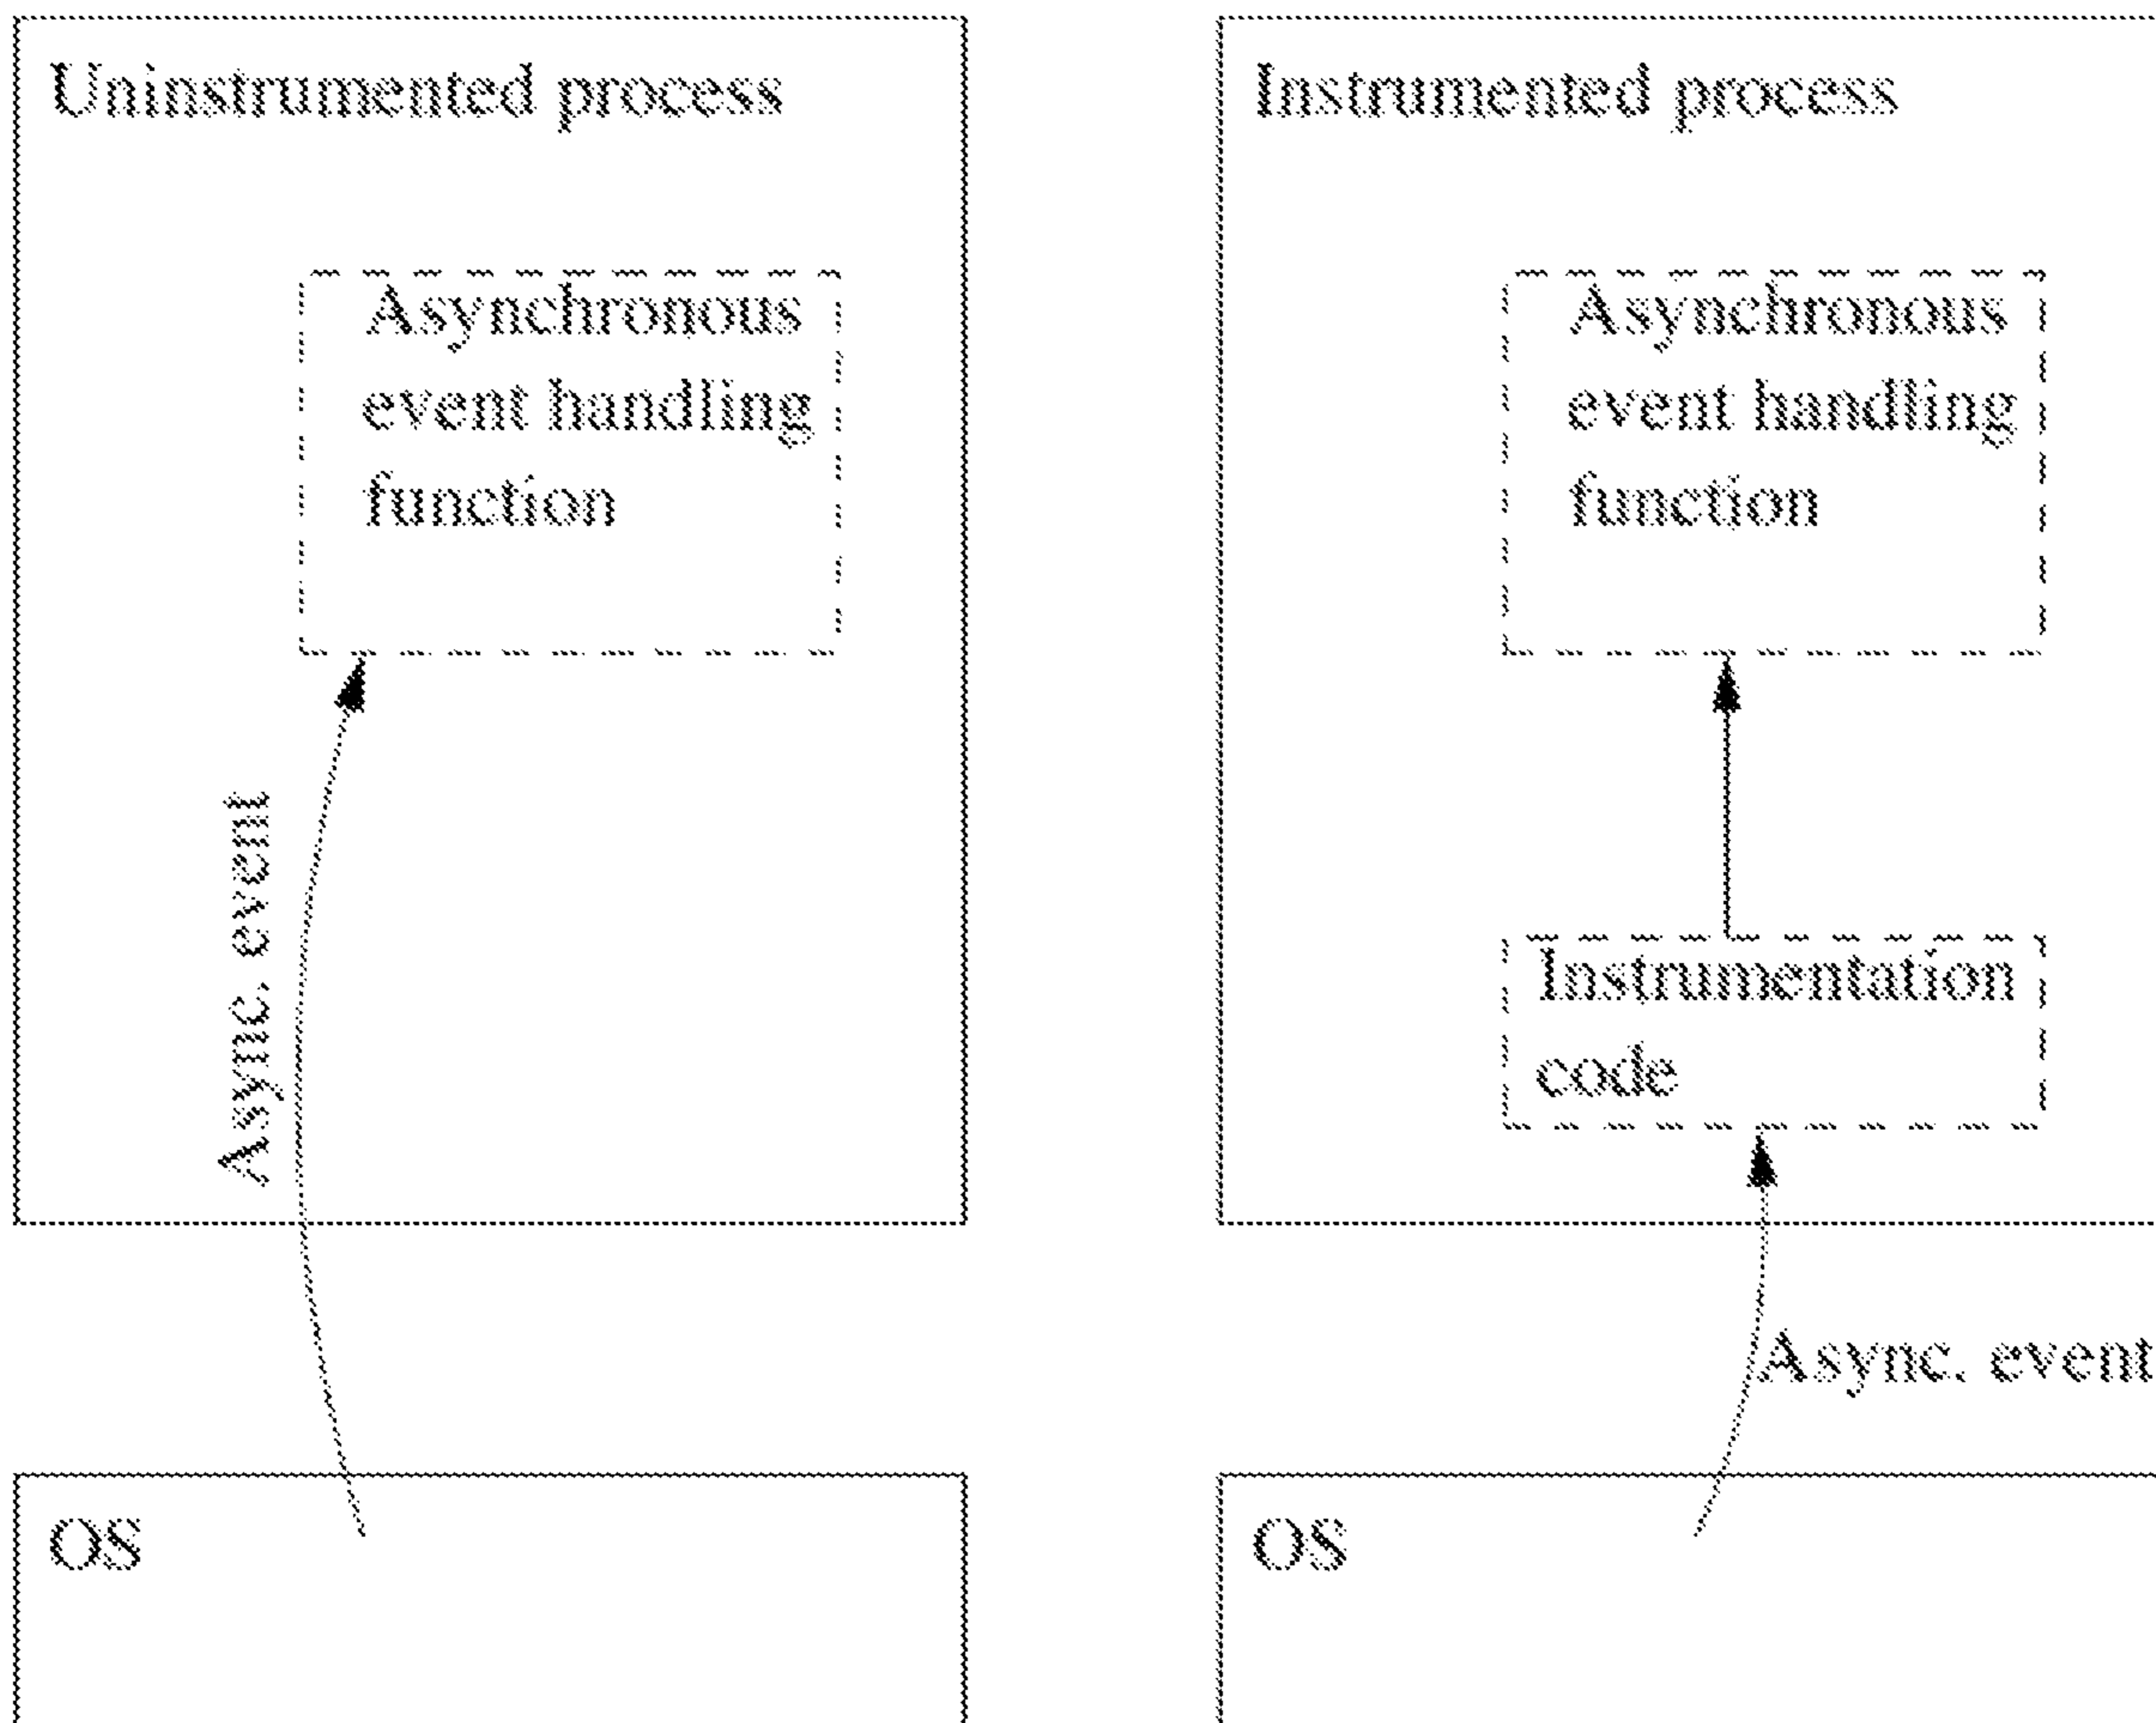 Uninstrumented process
Asynchronous
event handling
function
Async. event
OS
Instrumented process
Asynchronous
event handling
function
Instrumentation
code
Async. event
OS